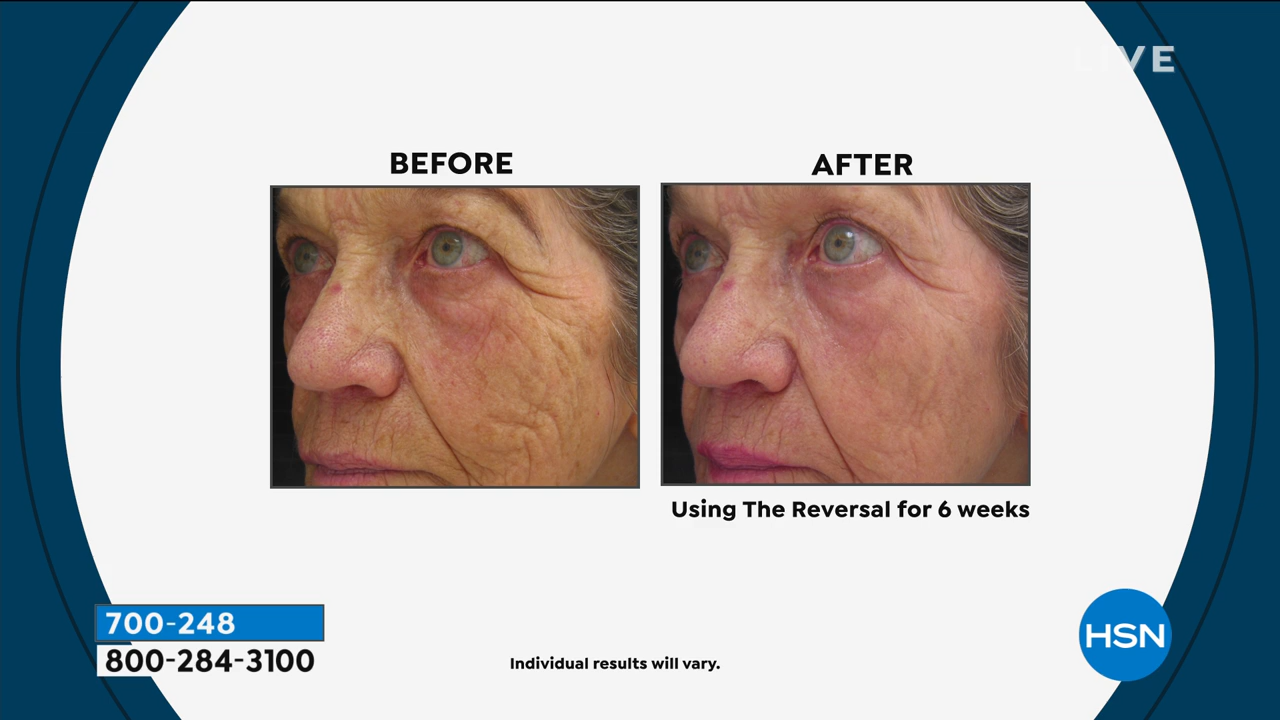 LIVE
BEFORE
AFTER
Using The Reversal for 6 weeks
700-248
800-284-3100
Individual results will vary.
HSN